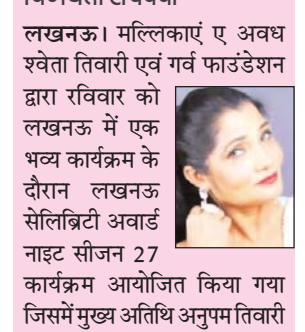 लखनऊ। मल्लिकाएं ए अवध
श्वेता तिवारी एवं गर्व फाउंडेशन
द्वारा रविवार को
लखनऊ में एक
भव्य कार्यक्रम के
दौरान लखनऊ
सेलिब्रिटी अवार्ड
नाइट सीजन 27
कार्यक्रम आयोजित किया गया
जिसमें मुख्य अतिथि अनुपम तिवारी